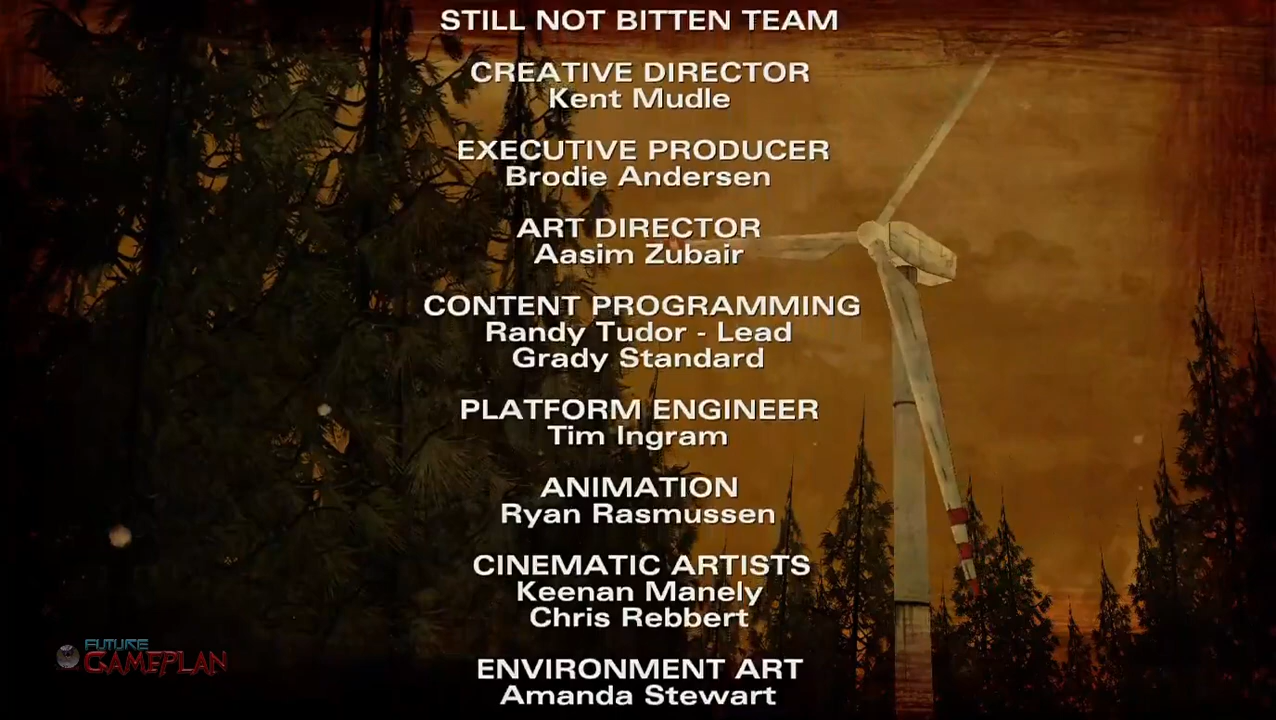 STILL NOT BITTEN TEAM
CREATIVE DIRECTOR
Kent Mudle
EXECUTIVE PRODUCER
Brodie Andersen
ART DIRECTOR
Aasim Zubair
CONTENT PROGRAMMING
Randy Tudor - Lead
Grady Standard
PLATFORM ENGINEER
Tim Ingram
ANIMATION
Ryan Rasmussen
CINEMATIC ARTISTS
Keenan Manely
Chris Rebbert
FUTURE
GAMEPLAN
ENVIRONMENT ART
Amanda Stewart